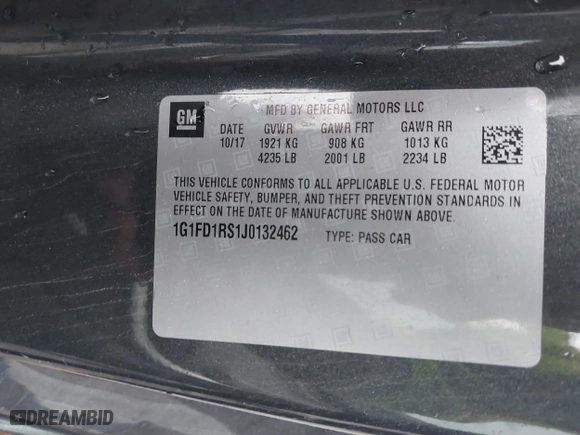 GM
MFD BY GENERAL MOTORS LLC
DATE GVWR GAWR FRT GAWR RR
10/17 1921 KG 908 KG 1013 KG
4235 LB 2001 LB 2234 LB
THIS VEHICLE CONFORMS TO ALL APPLICABLE U.S. FEDERAL MOTOR
VEHICLE SAFETY, BUMPER, AND THEFT PREVENTION STANDARDS IN
EFFECT ON THE DATE OF MANUFACTURE SHOWN ABOVE.
1G1FD1RS1J0132462 TYPE: PASS CAR
DREAMBID